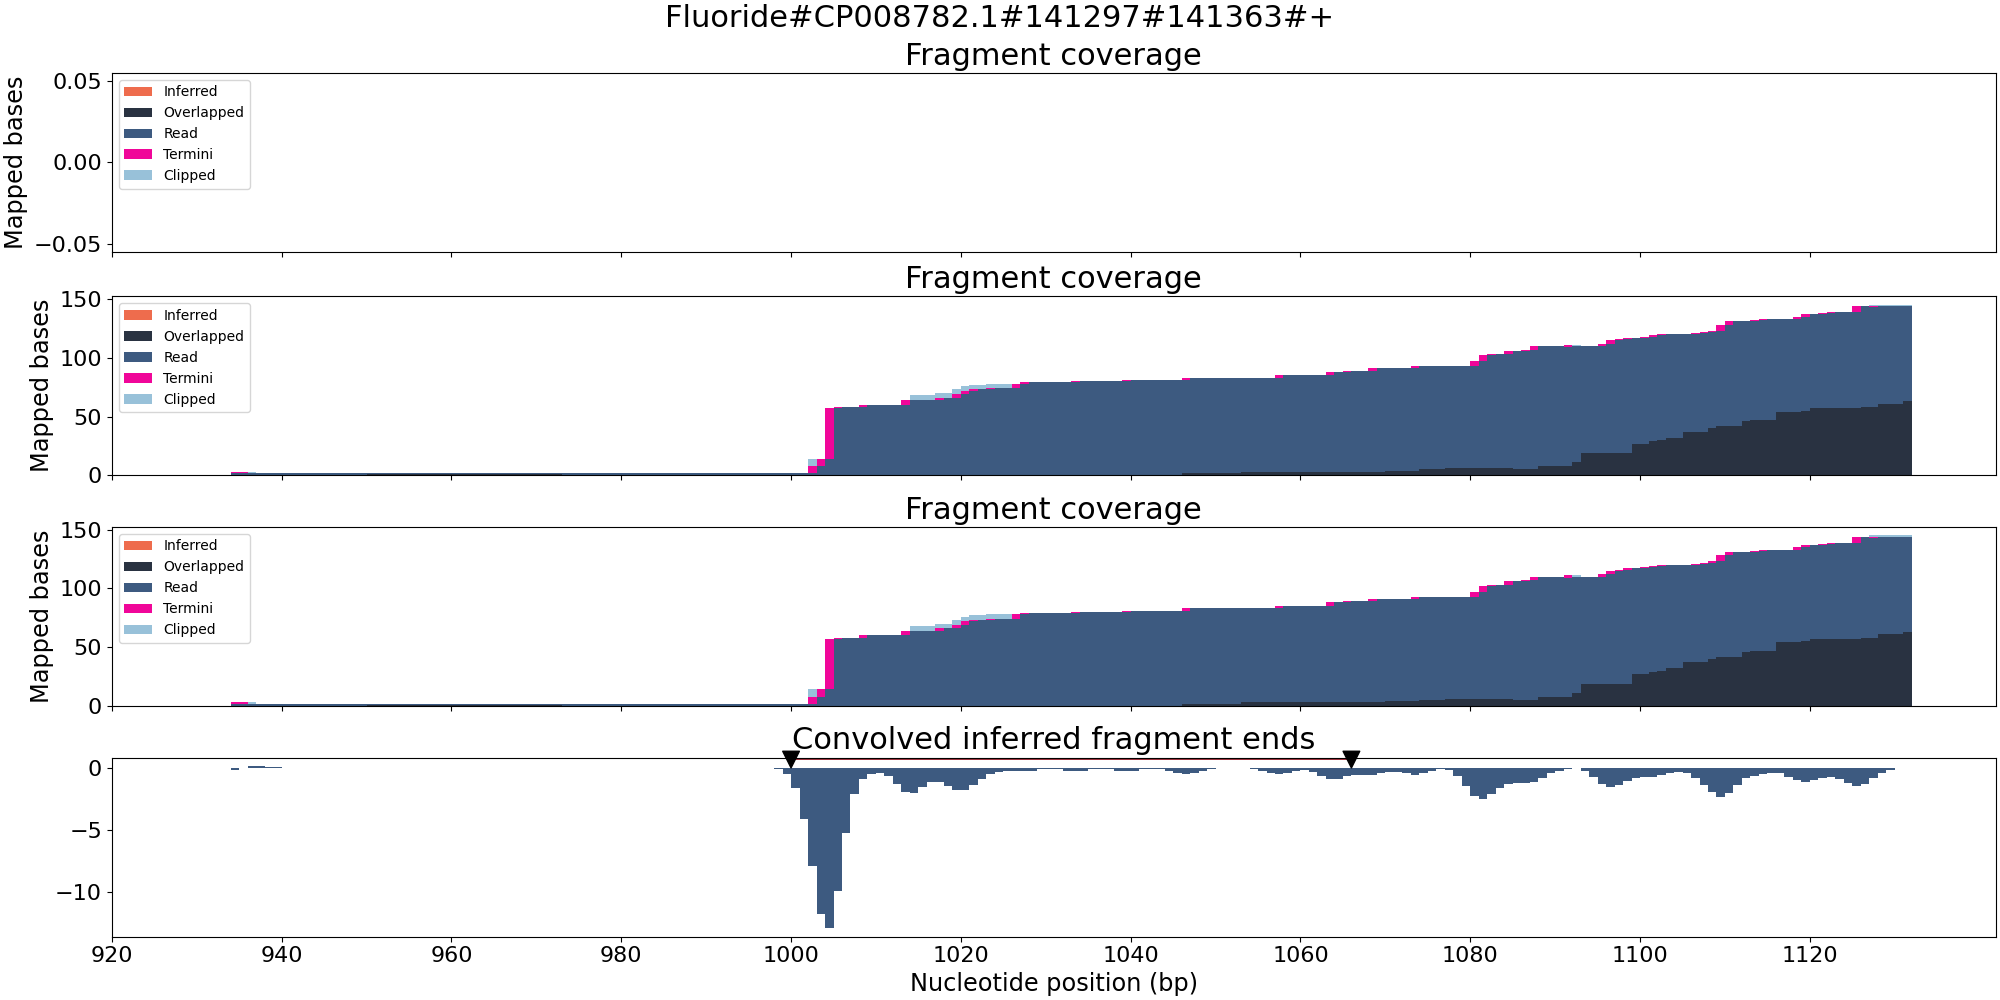 Fluoride#CP008782.1#141297#141363#+
Fragment coverage
Mapped bases
0.05
0.00
−0.05
Inferred
Overlapped
Read
Termini
Clipped
Fragment coverage
Mapped bases
150
100
50
0
Inferred
Overlapped
Read
Termini
Clipped
Fragment coverage
Mapped bases
150
100
50
0
Inferred
Overlapped
Read
Termini
Clipped
Convolved inferred fragment ends
0
−5
−10
920 940 960 980 1000 1020 1040 1060 1080 1100 1120
Nucleotide position (bp)